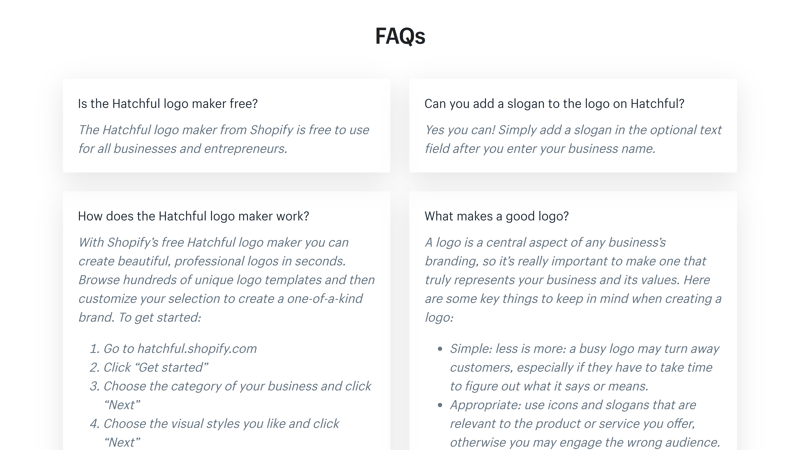 FAQs
Is the Hatchful logo maker free?
The Hatchful logo maker from Shopify is free to use
for all businesses and entrepreneurs.
Can you add a slogan to the logo on Hatchful?
Yes you can! Simply add a slogan in the optional text
field after you enter your business name.
How does the Hatchful logo maker work?
With Shopify's free Hatchful logo maker you can
create beautiful, professional logos in seconds.
Browse hundreds of unique logo templates and then
customize your selection to create a one-of-a-kind
brand. To get started:
1. Go to hatchful.shopify.com
2. Click “Get started”
3. Choose the category of your business and click
“Next”
4. Choose the visual styles you like and click
“Next”
What makes a good logo?
A logo is a central aspect of any business's
branding, so it's really important to make one that
truly represents your business and its values. Here
are some key things to keep in mind when creating a
logo:
• Simple: less is more: a busy logo may turn away
customers, especially if they have to take time
to figure out what it says or means.
• Appropriate: use icons and slogans that are
relevant to the product or service you offer,
otherwise you may engage the wrong audience.